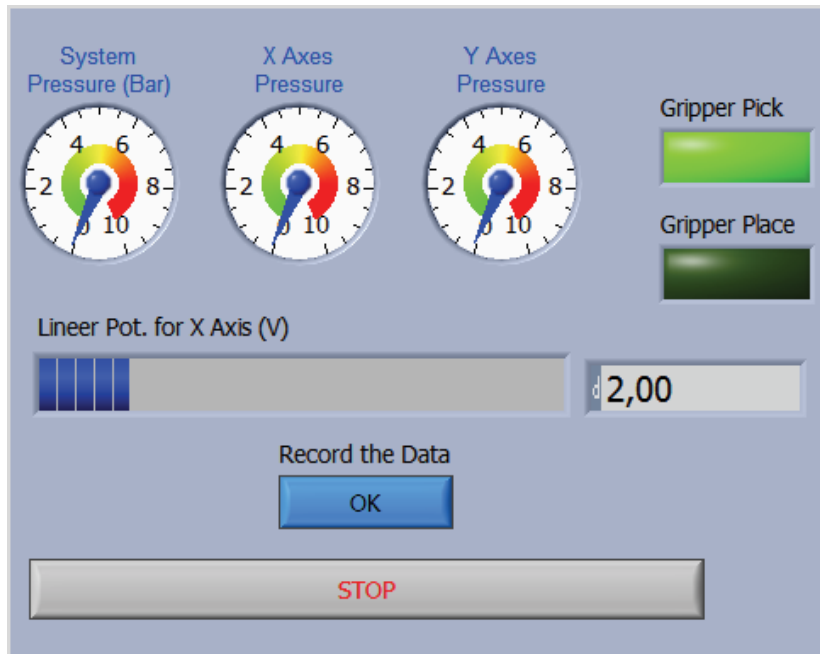 System
Pressure (Bar)
X Axes
Pressure
Y Axes
Pressure
Gripper Pick
4 6
2 8
0 10
4 6
2 8
0 10
4 6
2 8
0 10
Gripper Place
Lineer Pot. for X Axis (V)
d 2,00
Record the Data
OK
STOP